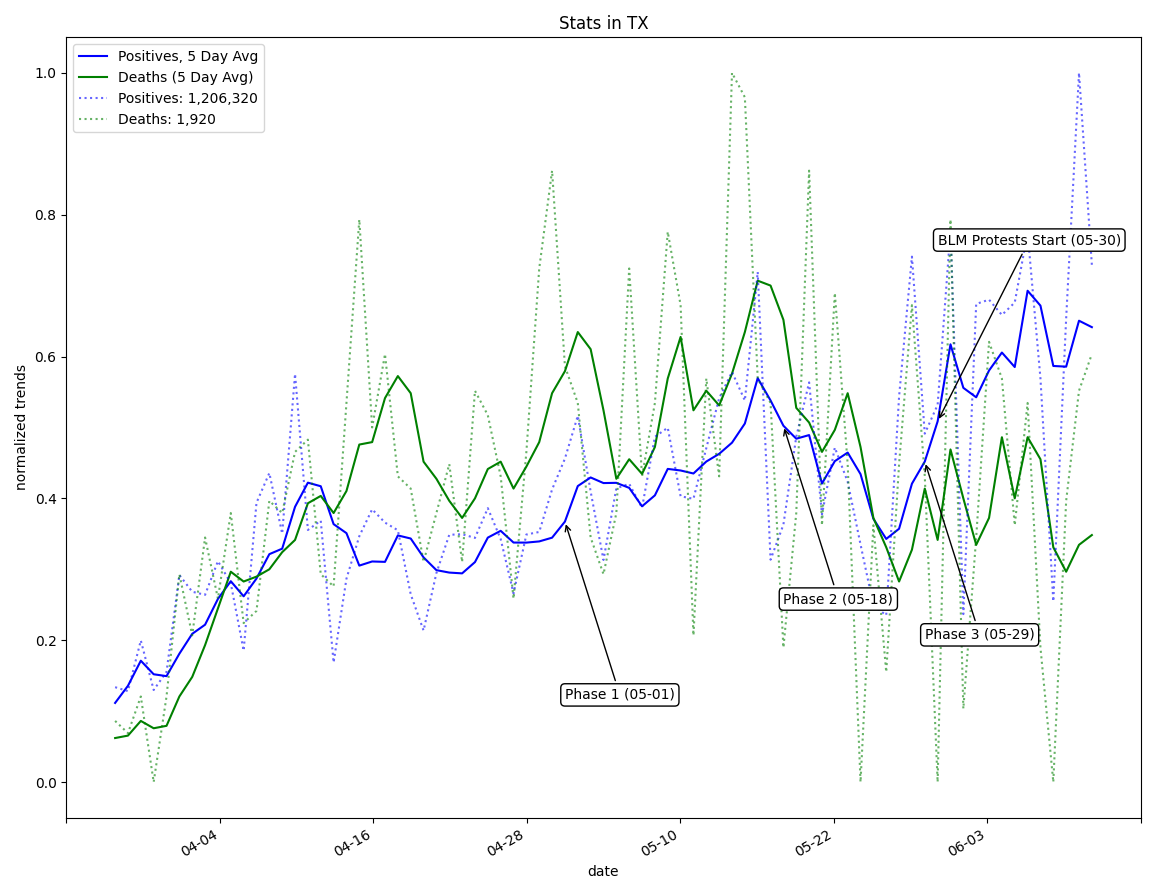 Stats in TX
Positives, 5 Day Avg
Deaths (5 Day Avg)
Positives: 1,206,320
Deaths: 1,920
1.0
0.8
0.6
0.4
0.2
0.0
normalized trends
BLM Protests Start (05-30)
Phase 2 (05-18)
Phase 3 (05-29)
Phase 1 (05-01)
04-04
04-16
04-28
05-10
05-22
06-03
date